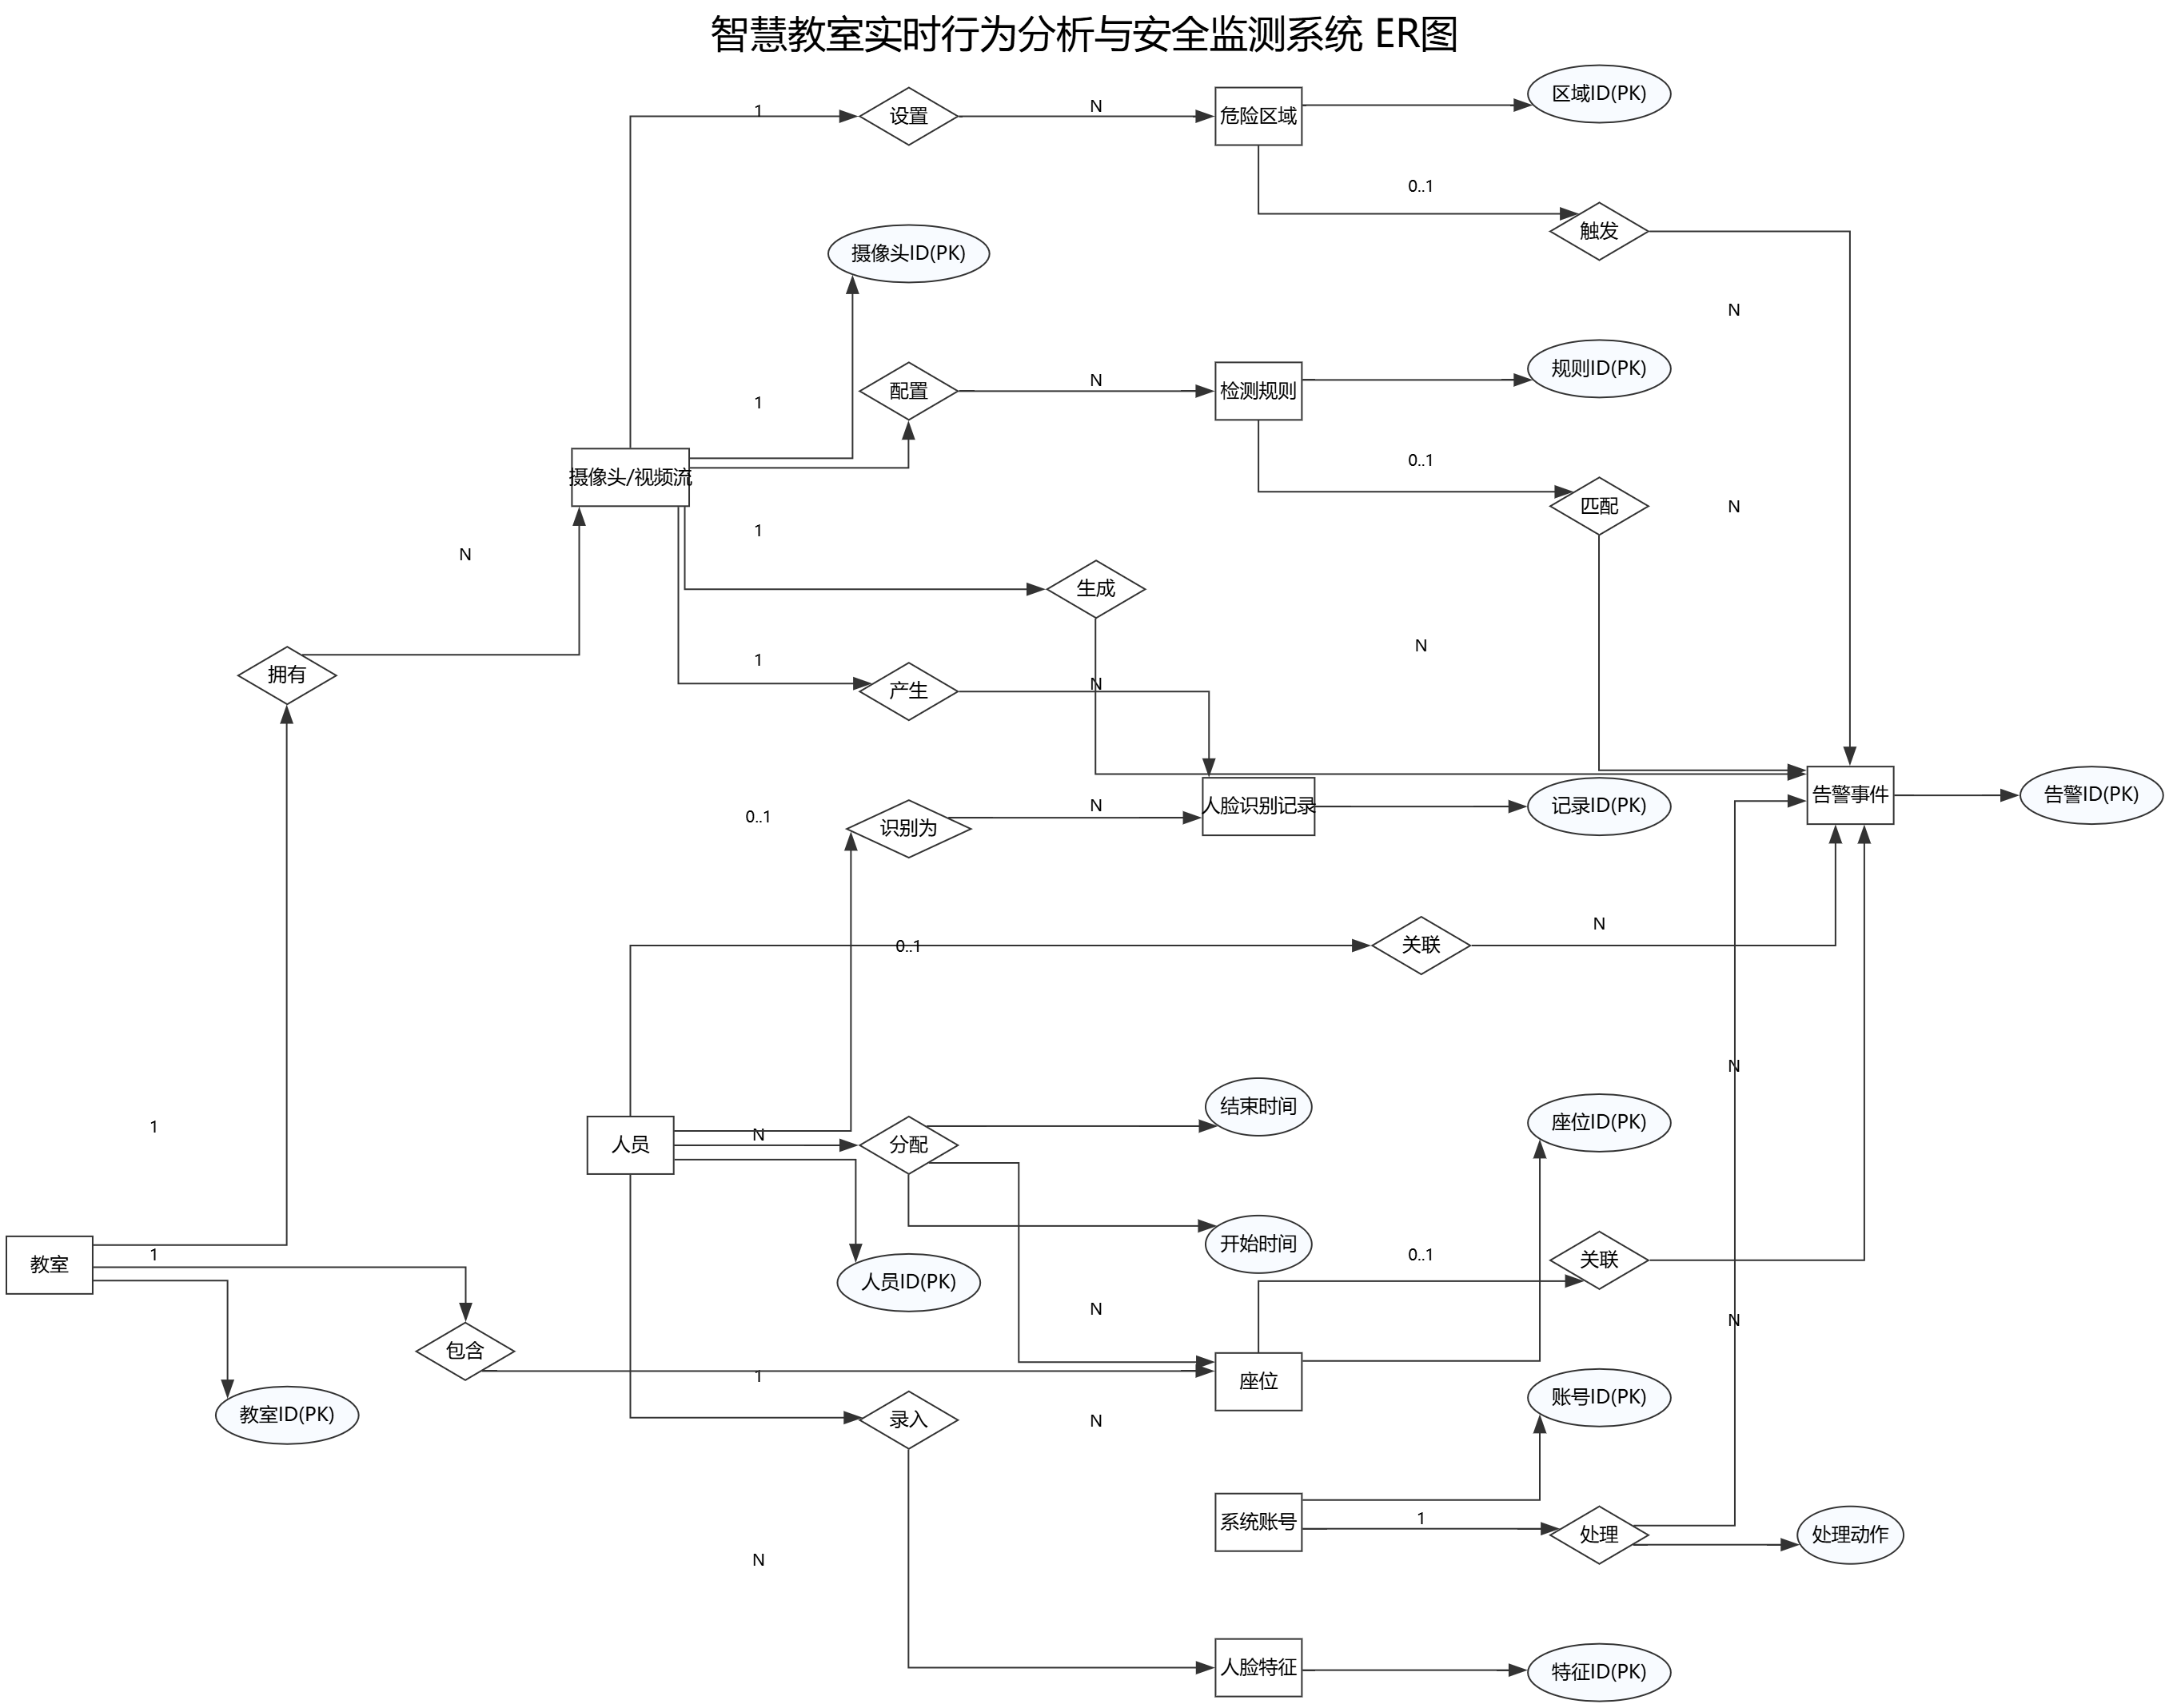 智慧教室实时行为分析与安全监测系统 ER图
区域ID(PK)
1
设置
N
危险区域
0..1
触发
摄像头ID(PK)
N
规则ID(PK)
1
配置
N
检测规则
0..1
摄像头/视频流
匹配
N
1
N
生成
拥有
1
产生
N
N
人脸识别记录
记录ID(PK)
告警事件
告警ID(PK)
0..1
识别为
N
0..1
关联
N
N
结束时间
座位ID(PK)
1
人员
N
分配
教室
1
人员ID(PK)
开始时间
0..1
关联
N
N
包含
1
座位
账号ID(PK)
教室ID(PK)
录入
N
系统账号
1
处理
处理动作
N
人脸特征
特征ID(PK)